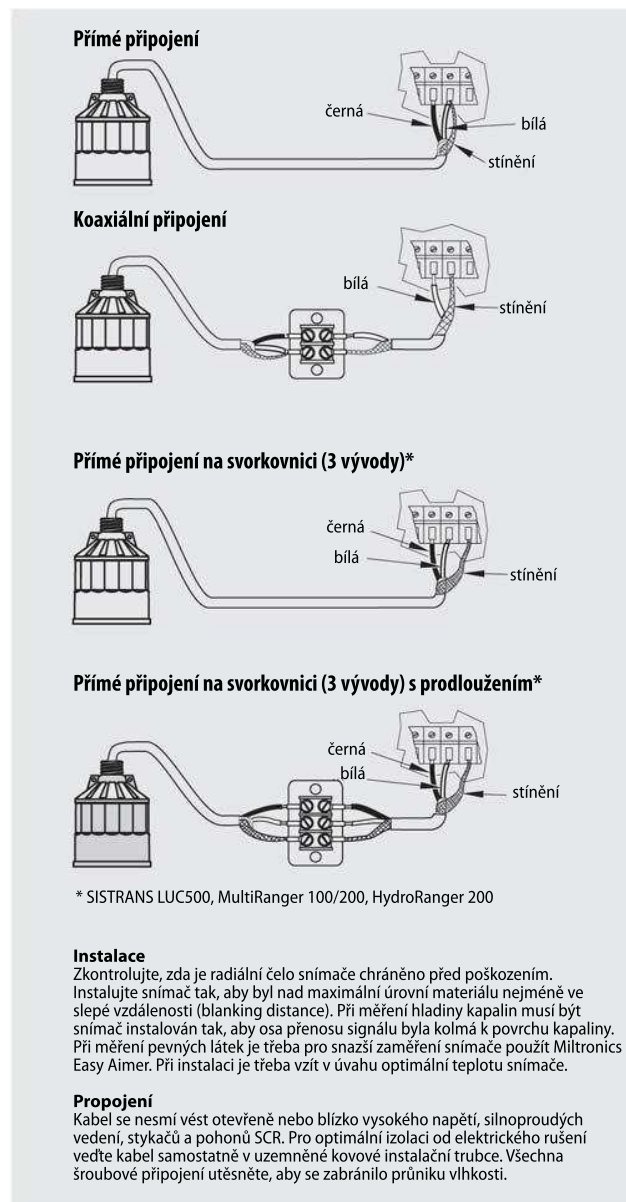 Přímé připojení
černá
bílá
stínění
Koaxiální připojení
bílá
stínění
Přímé připojení na svorkovnici (3 vývody)*
černá
bílá
stínění
Přímé připojení na svorkovnici (3 vývody) s prodloužením*
černá
bílá
stínění
* SISTRANS LUC500, MultiRanger 100/200, HydroRanger 200
Instalace
Zkontrolujte, zda je radiální čelo snímače chráněno před poškozením.
Instalujte snímač tak, aby byl nad maximální úrovní materiálu nejméně ve
slepé vzdálenosti (blanking distance). Při měření hladiny kapalin musí být
snímač instalován tak, aby osa přenosu signálu byla kolmá k povrchu kapaliny.
Při měření pevných látek je třeba pro snazší zaměření snímače použít Miltronics
Easy Aimer. Při instalaci je třeba vzít v úvahu optimální teplotu snímače.
Propojení
Kabel se nesmí vést otevřeně nebo blízko vysokého napětí, silnoproudých
vedení, stykačů a pohonů SCR. Pro optimální izolaci od elektrického rušení
veďte kabel samostatně v uzemněné kovové instalační trubce. Všechna
šroubové připojení utěsněte, aby se zabránilo průniku vlhkosti.